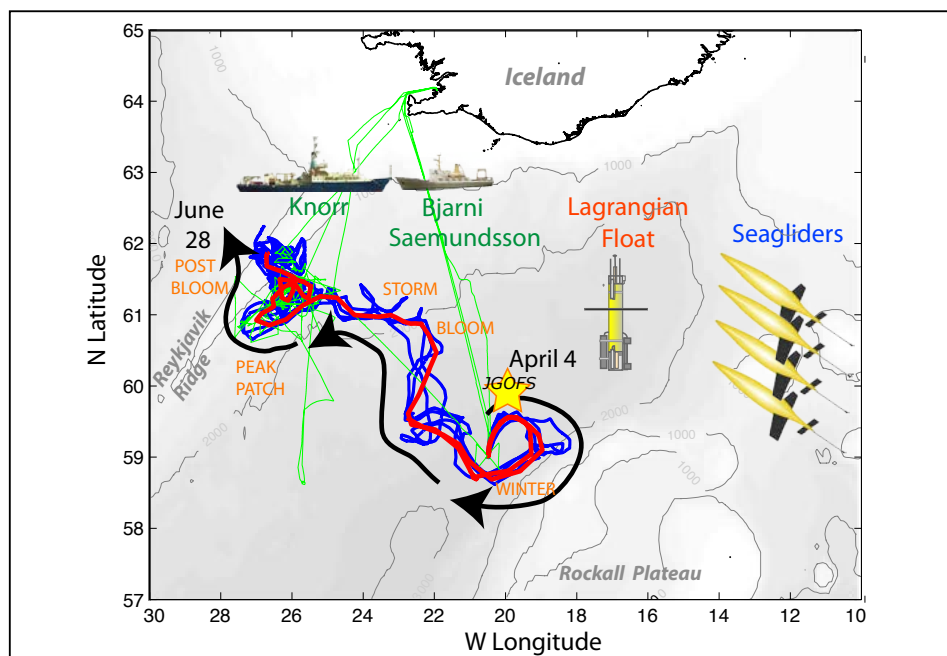 65
64
63
62
61
60
59
58
57
N Latitude
30
28
26
24
22
20
18
16
14
12
10
W Longitude
Iceland
1000
1000
1000
1000
2000
2000
2000
Knorr
Bjarni
Saemundsson
Lagrangian
Float
Seagliders
June
28
POST
BLOOM
STORM
BLOOM
PEAK
PATCH
Reykjavik
Ridge
April 4
JGOFS
WINTER
Rockall Plateau